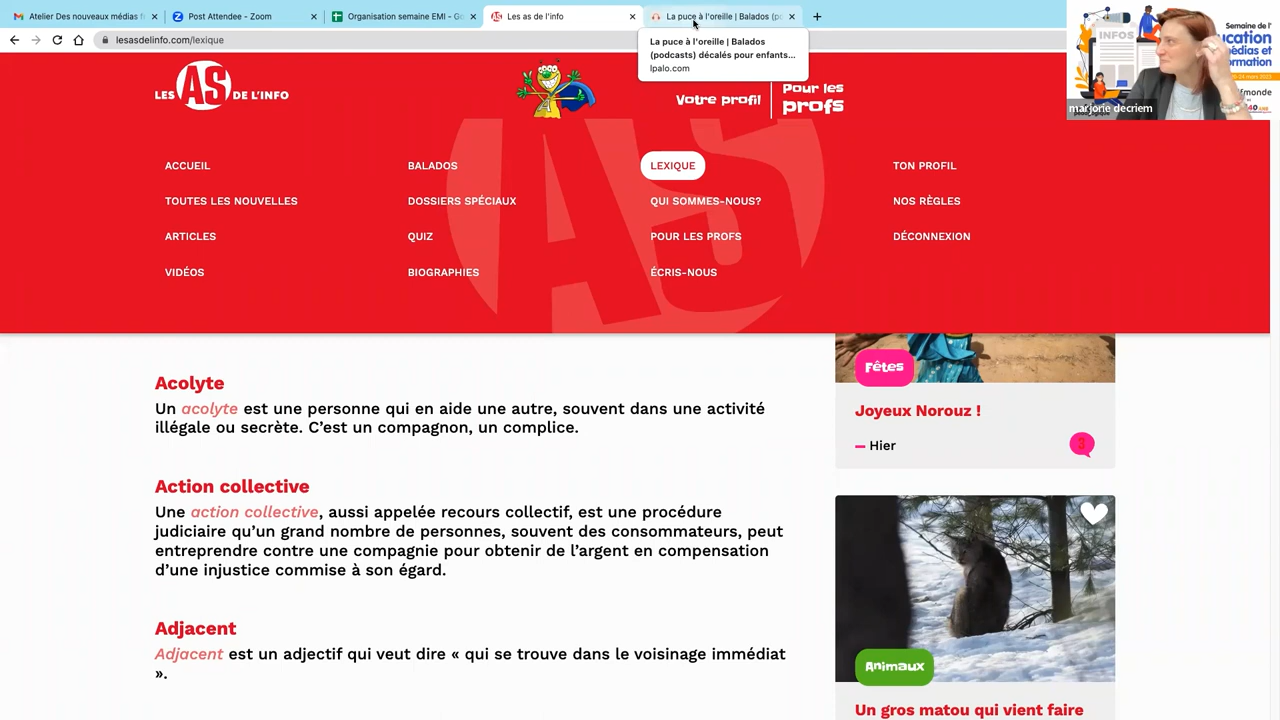 Atelier Des nouveaux médias f
Post Attendee - Zoom
Organisation semaine EMI - Go
Les as de l'info
La puce à l'oreille | Balados (po
lesasdelinfo.com/lexique
La puce à l'oreille | Balados
(podcasts) décalés pour enfants...
lpalo.com
INFOS
Semaine de l'
marjorie decriem
LES AS DE L'INFO
Votre profil
Pour les
profs
ACCUEIL
BALADOS
LEXIQUE
TON PROFIL
TOUTES LES NOUVELLES
DOSSIERS SPÉCIAUX
QUI SOMMES-NOUS?
NOS RÈGLES
ARTICLES
QUIZ
POUR LES PROFS
DÉCONNEXION
VIDÉOS
BIOGRAPHIES
ÉCRIS-NOUS
Acolyte
Un acolyte est une personne qui en aide une autre, souvent dans une activité
illégale ou secrète. C'est un compagnon, un complice.
Action collective
Une action collective, aussi appelée recours collectif, est une procédure
judiciaire qu'un grand nombre de personnes, souvent des consommateurs, peut
entreprendre contre une compagnie pour obtenir de l'argent en compensation
d'une injustice commise à son égard.
Adjacent
Adjacent est un adjectif qui veut dire « qui se trouve dans le voisinage immédiat
».
Fêtes
Joyeux Norouz !
Hier
3
Animaux
Un gros matou qui vient faire